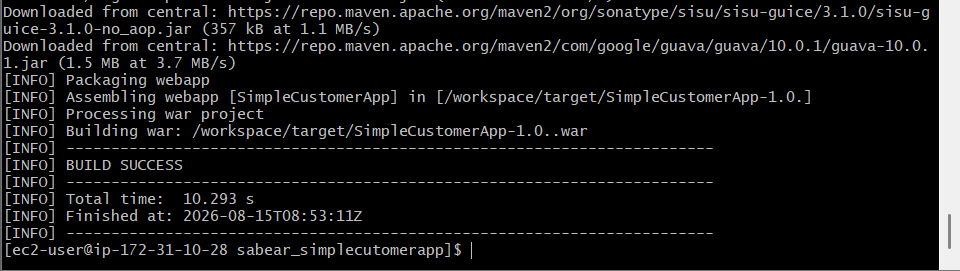 Downloaded from central: https://repo.maven.apache.org/maven2/org/sonatype/sisu/sisu-guice/3.1.0/sisu-g
uice-3.1.0-no_aop.jar (357 kB at 1.1 MB/s)
Downloaded from central: https://repo.maven.apache.org/maven2/com/google/guava/guava/10.0.1/guava-10.0.
1.jar (1.5 MB at 3.7 MB/s)
[INFO] Packaging webapp
[INFO] Assembling webapp [SimpleCustomerApp] in [/workspace/target/SimpleCustomerApp-1.0.]
[INFO] Processing war project
[INFO] Building war: /workspace/target/SimpleCustomerApp-1.0..war
[INFO] ------------------------------------------------------------------------
[INFO] BUILD SUCCESS
[INFO] ------------------------------------------------------------------------
[INFO] Total time:  10.293 s
[INFO] Finished at: 2026-08-15T08:53:11Z
[INFO] ------------------------------------------------------------------------
[ec2-user@ip-172-31-10-28 sabear_simplecutomerapp]$